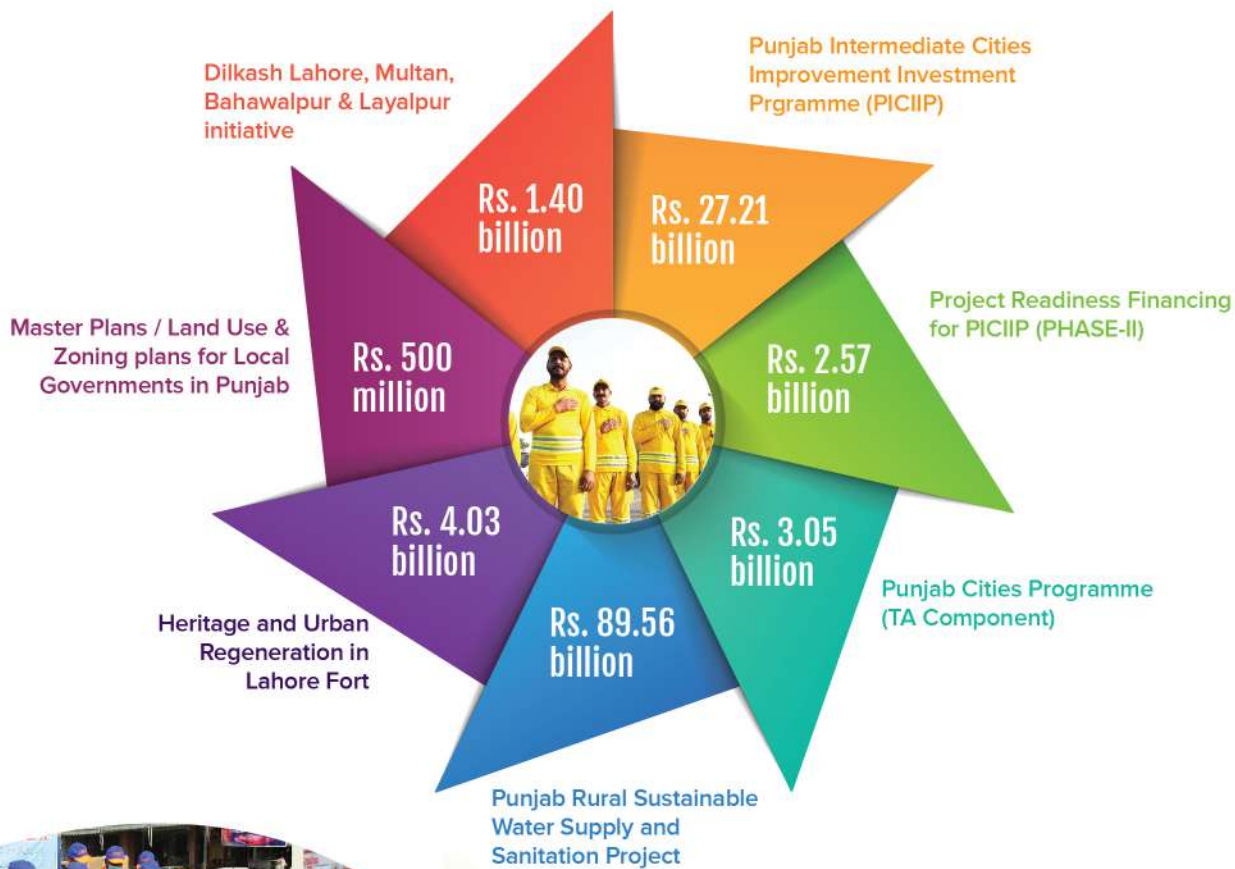 Dilkash Lahore, Multan,
Bahawalpur & Layalpur
initiative
Rs. 1.40
billion
Punjab Intermediate Cities
Improvement Investment
Prgramme (PICIIP)
Rs. 27.21
billion
Project Readiness Financing
for PICIIP (PHASE-II)
Rs. 2.57
billion
Punjab Cities Programme
(TA Component)
Rs. 3.05
billion
Punjab Rural Sustainable
Water Supply and
Sanitation Project
Rs. 89.56
billion
Heritage and Urban
Regeneration in
Lahore Fort
Rs. 4.03
billion
Master Plans / Land Use &
Zoning plans for Local
Governments in Punjab
Rs. 500
million